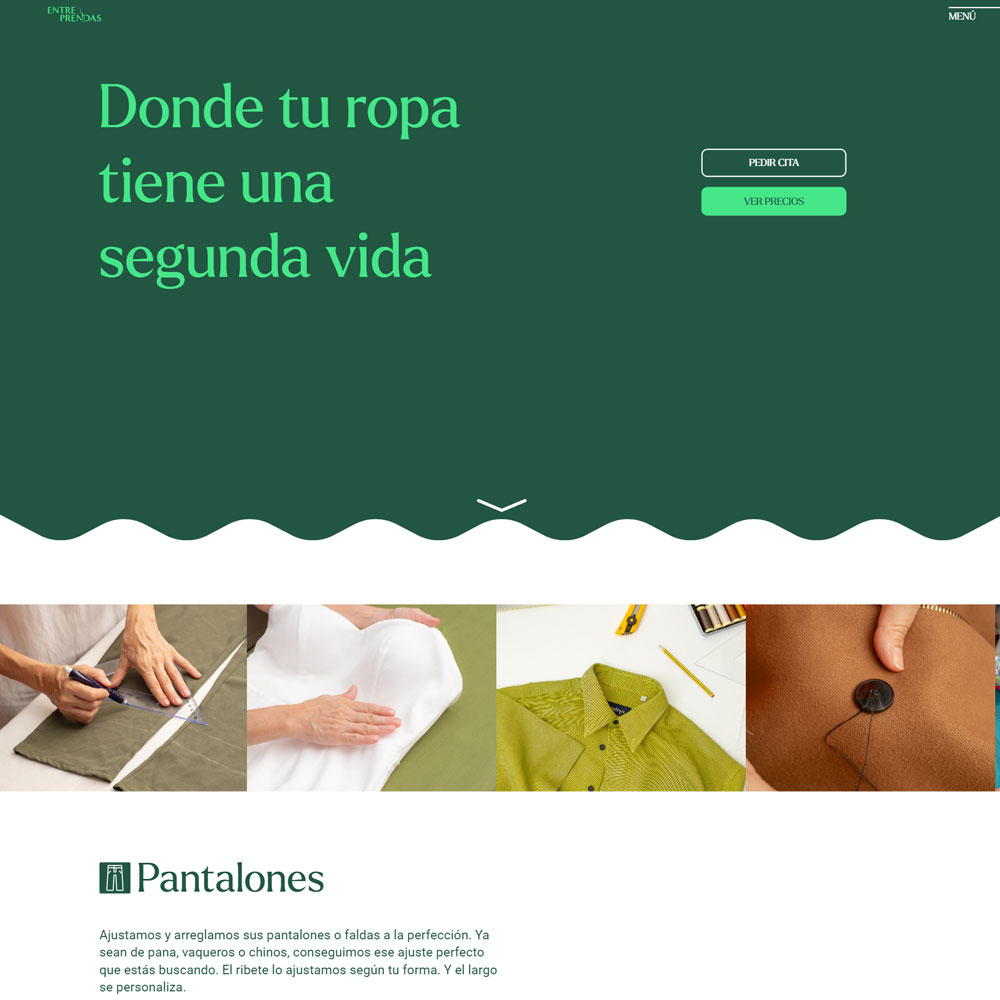 ENTRE
PRENDAS
MENÚ
Donde tu ropa
tiene una
segunda vida
PEDIR CITA
VER PRECIOS
Pantalones
Ajustamos y arreglamos sus pantalones o faldas a la perfección. Ya
sean de pana, vaqueros o chinos, conseguimos ese ajuste perfecto
que estás buscando. El ribete lo ajustamos según tu forma. Y el largo
se personaliza.